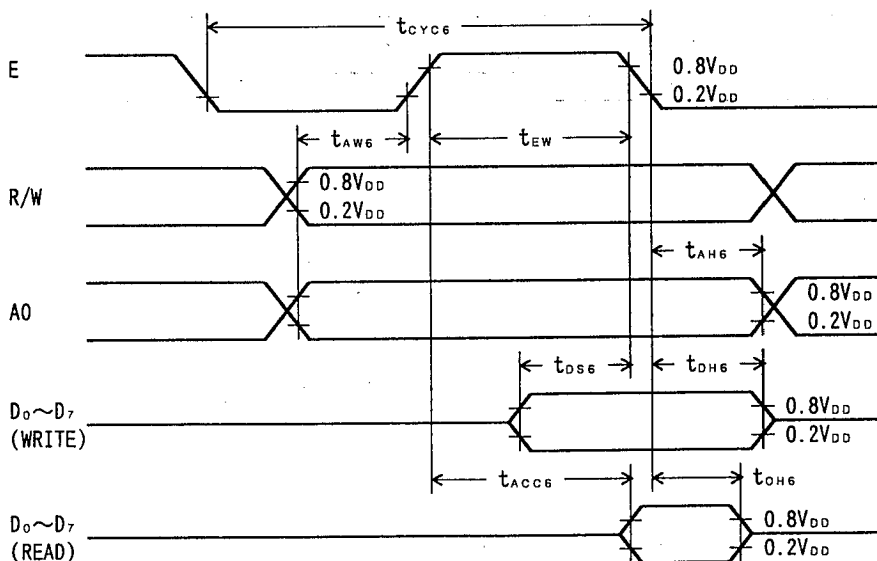 tCYC6
E
0.8VDD
0.2VDD
tAW6
tEW
R/W
0.8VDD
0.2VDD
tAH6
A0
0.8VDD
0.2VDD
tDS6
tDH6
D0~D7
(WRITE)
0.8VDD
0.2VDD
tACC6
tOH6
D0~D7
(READ)
0.8VDD
0.2VDD